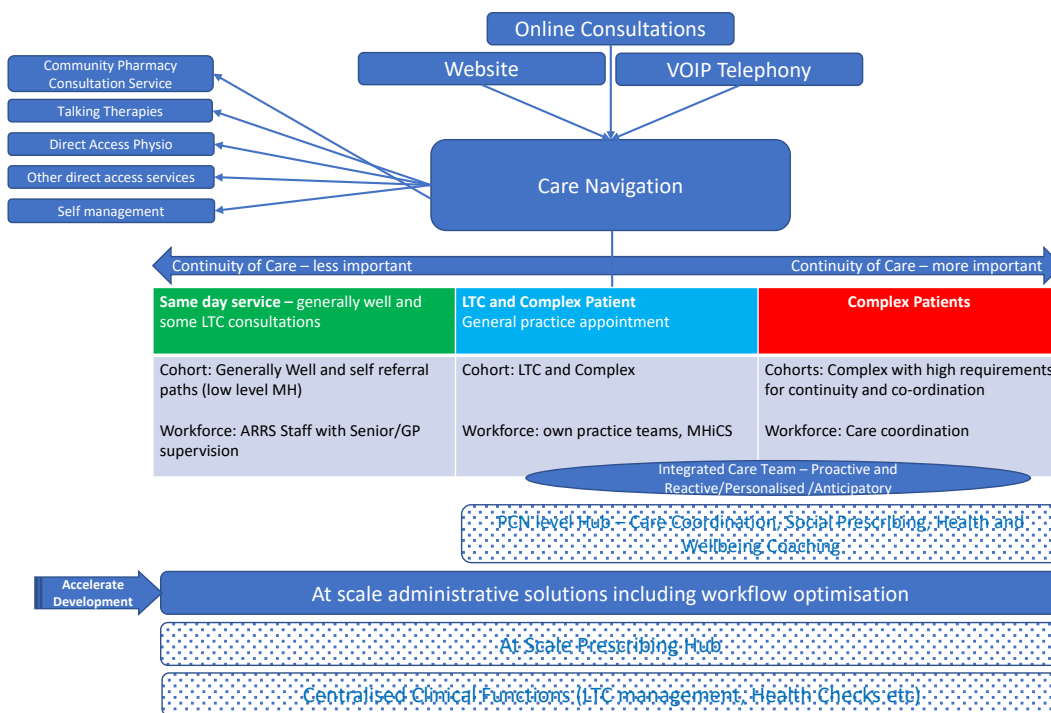 Online Consultations
Website
VOIP Telephony
Community Pharmacy
Consultation Service
Talking Therapies
Direct Access Physio
Other direct access services
Self management
Care Navigation
Continuity of Care – less important
Continuity of Care – more important
Same day service – generally well and
some LTC consultations
LTC and Complex Patient
General practice appointment
Complex Patients
Cohort: Generally Well and self referral
paths (low level MH)
Workforce: ARRS Staff with Senior/GP
supervision
Cohort: LTC and Complex
Workforce: own practice teams, MHiCS
Cohorts: Complex with high requirements
for continuity and co-ordination
Workforce: Care coordination
Integrated Care Team – Proactive and
Reactive/Personalised /Anticipatory
PCN level Hub – Care Coordination, Social Prescribing, Health and
Wellbeing Coaching
Accelerate
Development
At scale administrative solutions including workflow optimisation
At Scale Prescribing Hub
Centralised Clinical Functions (LTC management, Health Checks etc)